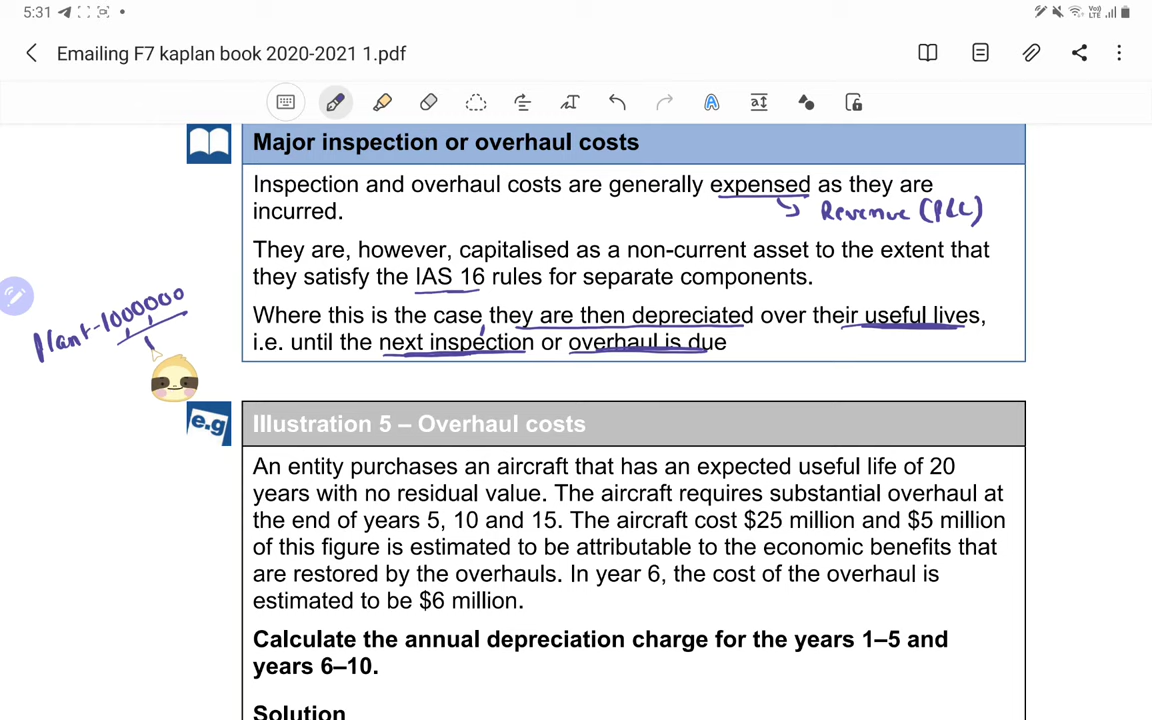 5:31
Vo)) LTE
Emailing F7 kaplan book 2020-2021 1.pdf
Major inspection or overhaul costs
Inspection and overhaul costs are generally expensed as they are
incurred.
Revenue (P&L)
They are, however, capitalised as a non-current asset to the extent that
they satisfy the IAS 16 rules for separate components.
Plant-1000000
Where this is the case they are then depreciated over their useful lives,
i.e. until the next inspection or overhaul is due
e.g
Illustration 5 – Overhaul costs
An entity purchases an aircraft that has an expected useful life of 20
years with no residual value. The aircraft requires substantial overhaul at
the end of years 5, 10 and 15. The aircraft cost $25 million and $5 million
of this figure is estimated to be attributable to the economic benefits that
are restored by the overhauls. In year 6, the cost of the overhaul is
estimated to be $6 million.
Calculate the annual depreciation charge for the years 1–5 and
years 6–10.
Solution